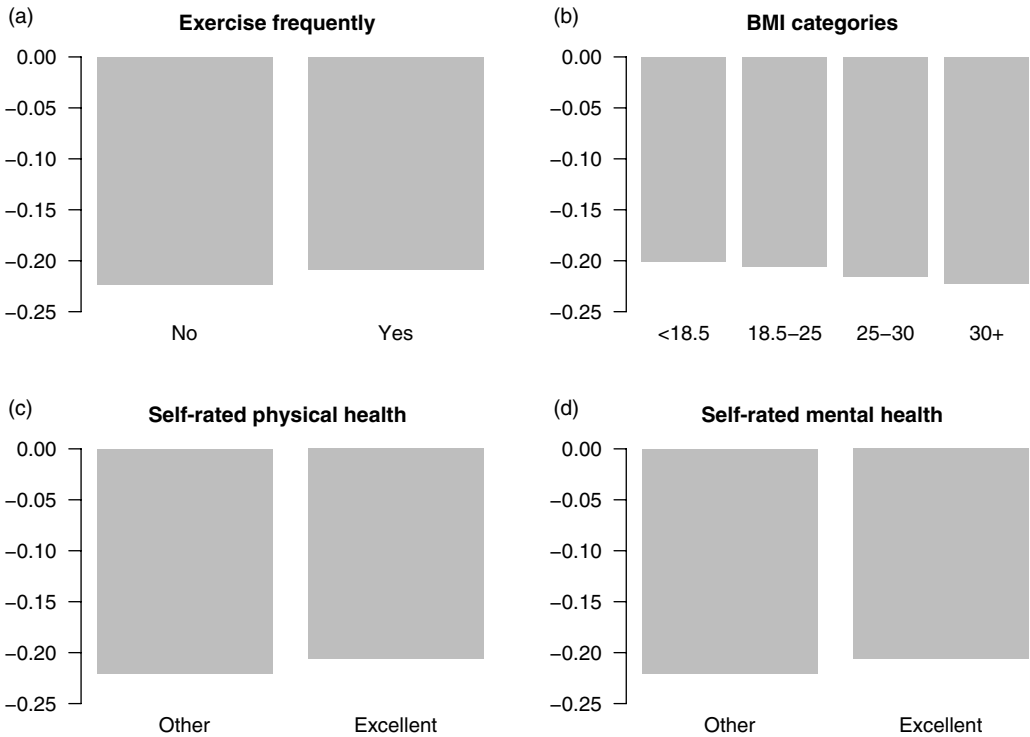 (a)
Exercise frequently
0.00
−0.05
−0.10
−0.15
−0.20
−0.25
No Yes
(b)
BMI categories
0.00
−0.05
−0.10
−0.15
−0.20
−0.25
<18.5 18.5−25 25−30 30+
(c)
Self-rated physical health
0.00
−0.05
−0.10
−0.15
−0.20
−0.25
Other Excellent
(d)
Self-rated mental health
0.00
−0.05
−0.10
−0.15
−0.20
−0.25
Other Excellent